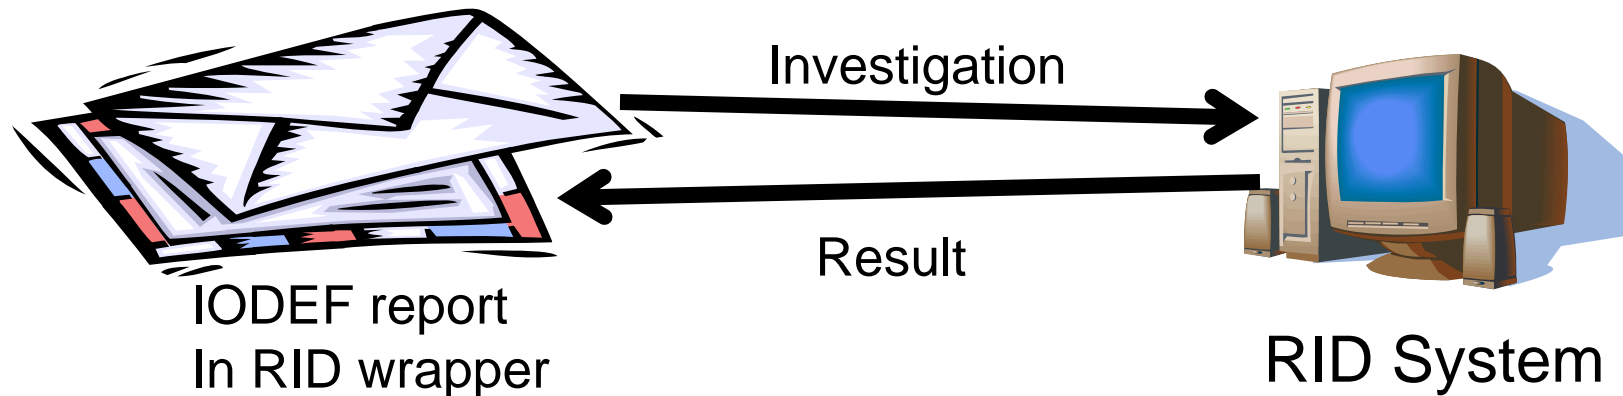 Investigation
Result
IODEF report
In RID wrapper
RID System